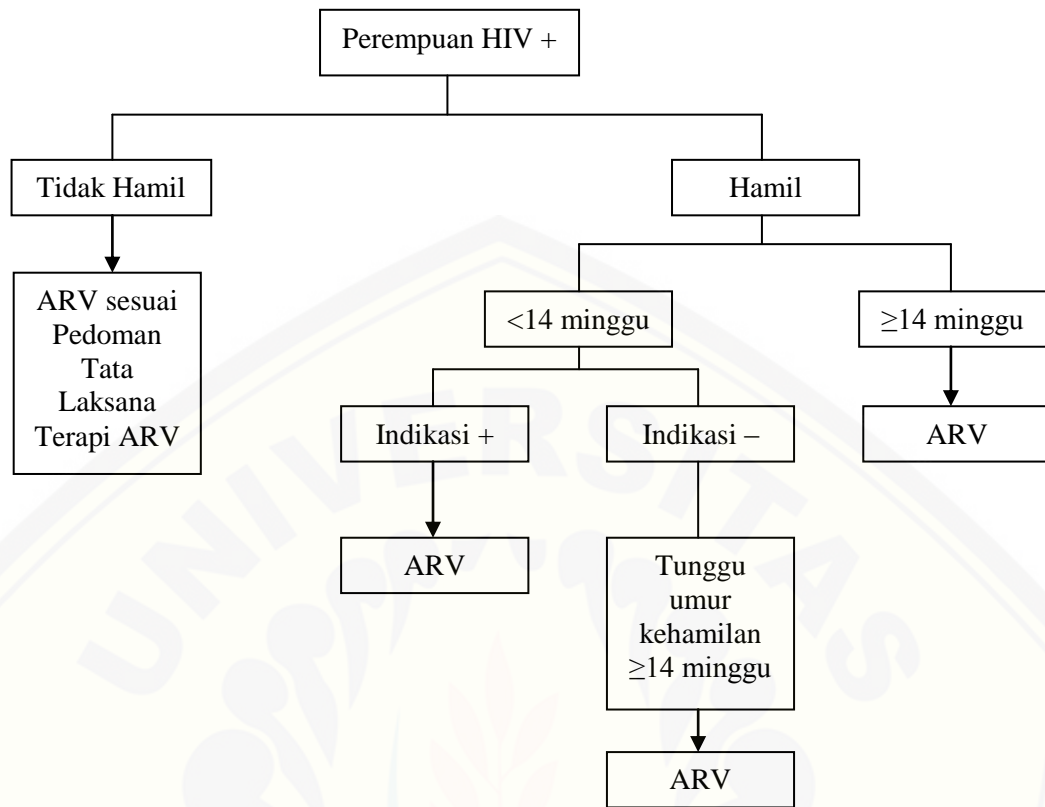 Perempuan HIV +
Tidak Hamil
Hamil
ARV sesuai
Pedoman
Tata
Laksana
Terapi ARV
<14 minggu
≥14 minggu
Indikasi +
Indikasi –
ARV
ARV
Tunggu
umur
kehamilan
≥14 minggu
ARV
UNIVERSITAS